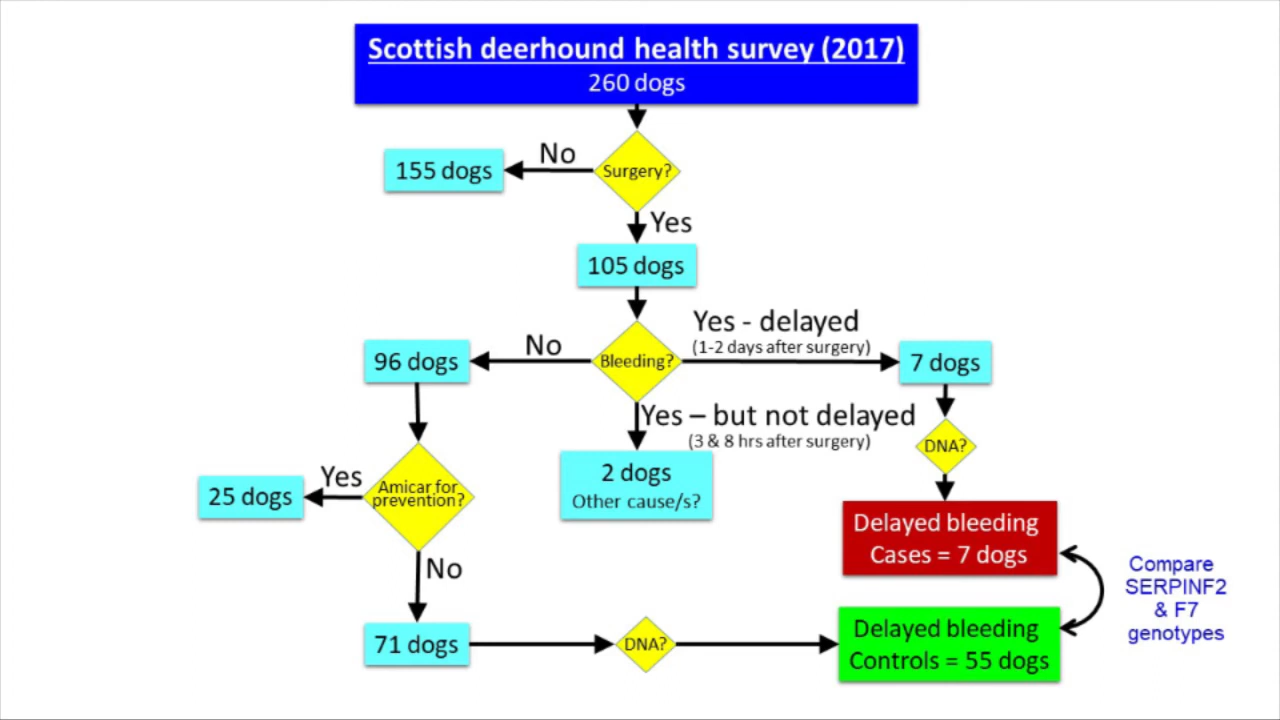 Scottish deerhound health survey (2017)
260 dogs
No
Surgery?
155 dogs
Yes
105 dogs
Yes - delayed
(1-2 days after surgery)
No
Bleeding?
96 dogs
7 dogs
Yes – but not delayed
(3 & 8 hrs after surgery)
DNA?
2 dogs
Other cause/s?
Yes
Amicar for
prevention?
25 dogs
Delayed bleeding
Cases = 7 dogs
No
Compare
SERPINF2
& F7
genotypes
71 dogs
DNA?
Delayed bleeding
Controls = 55 dogs